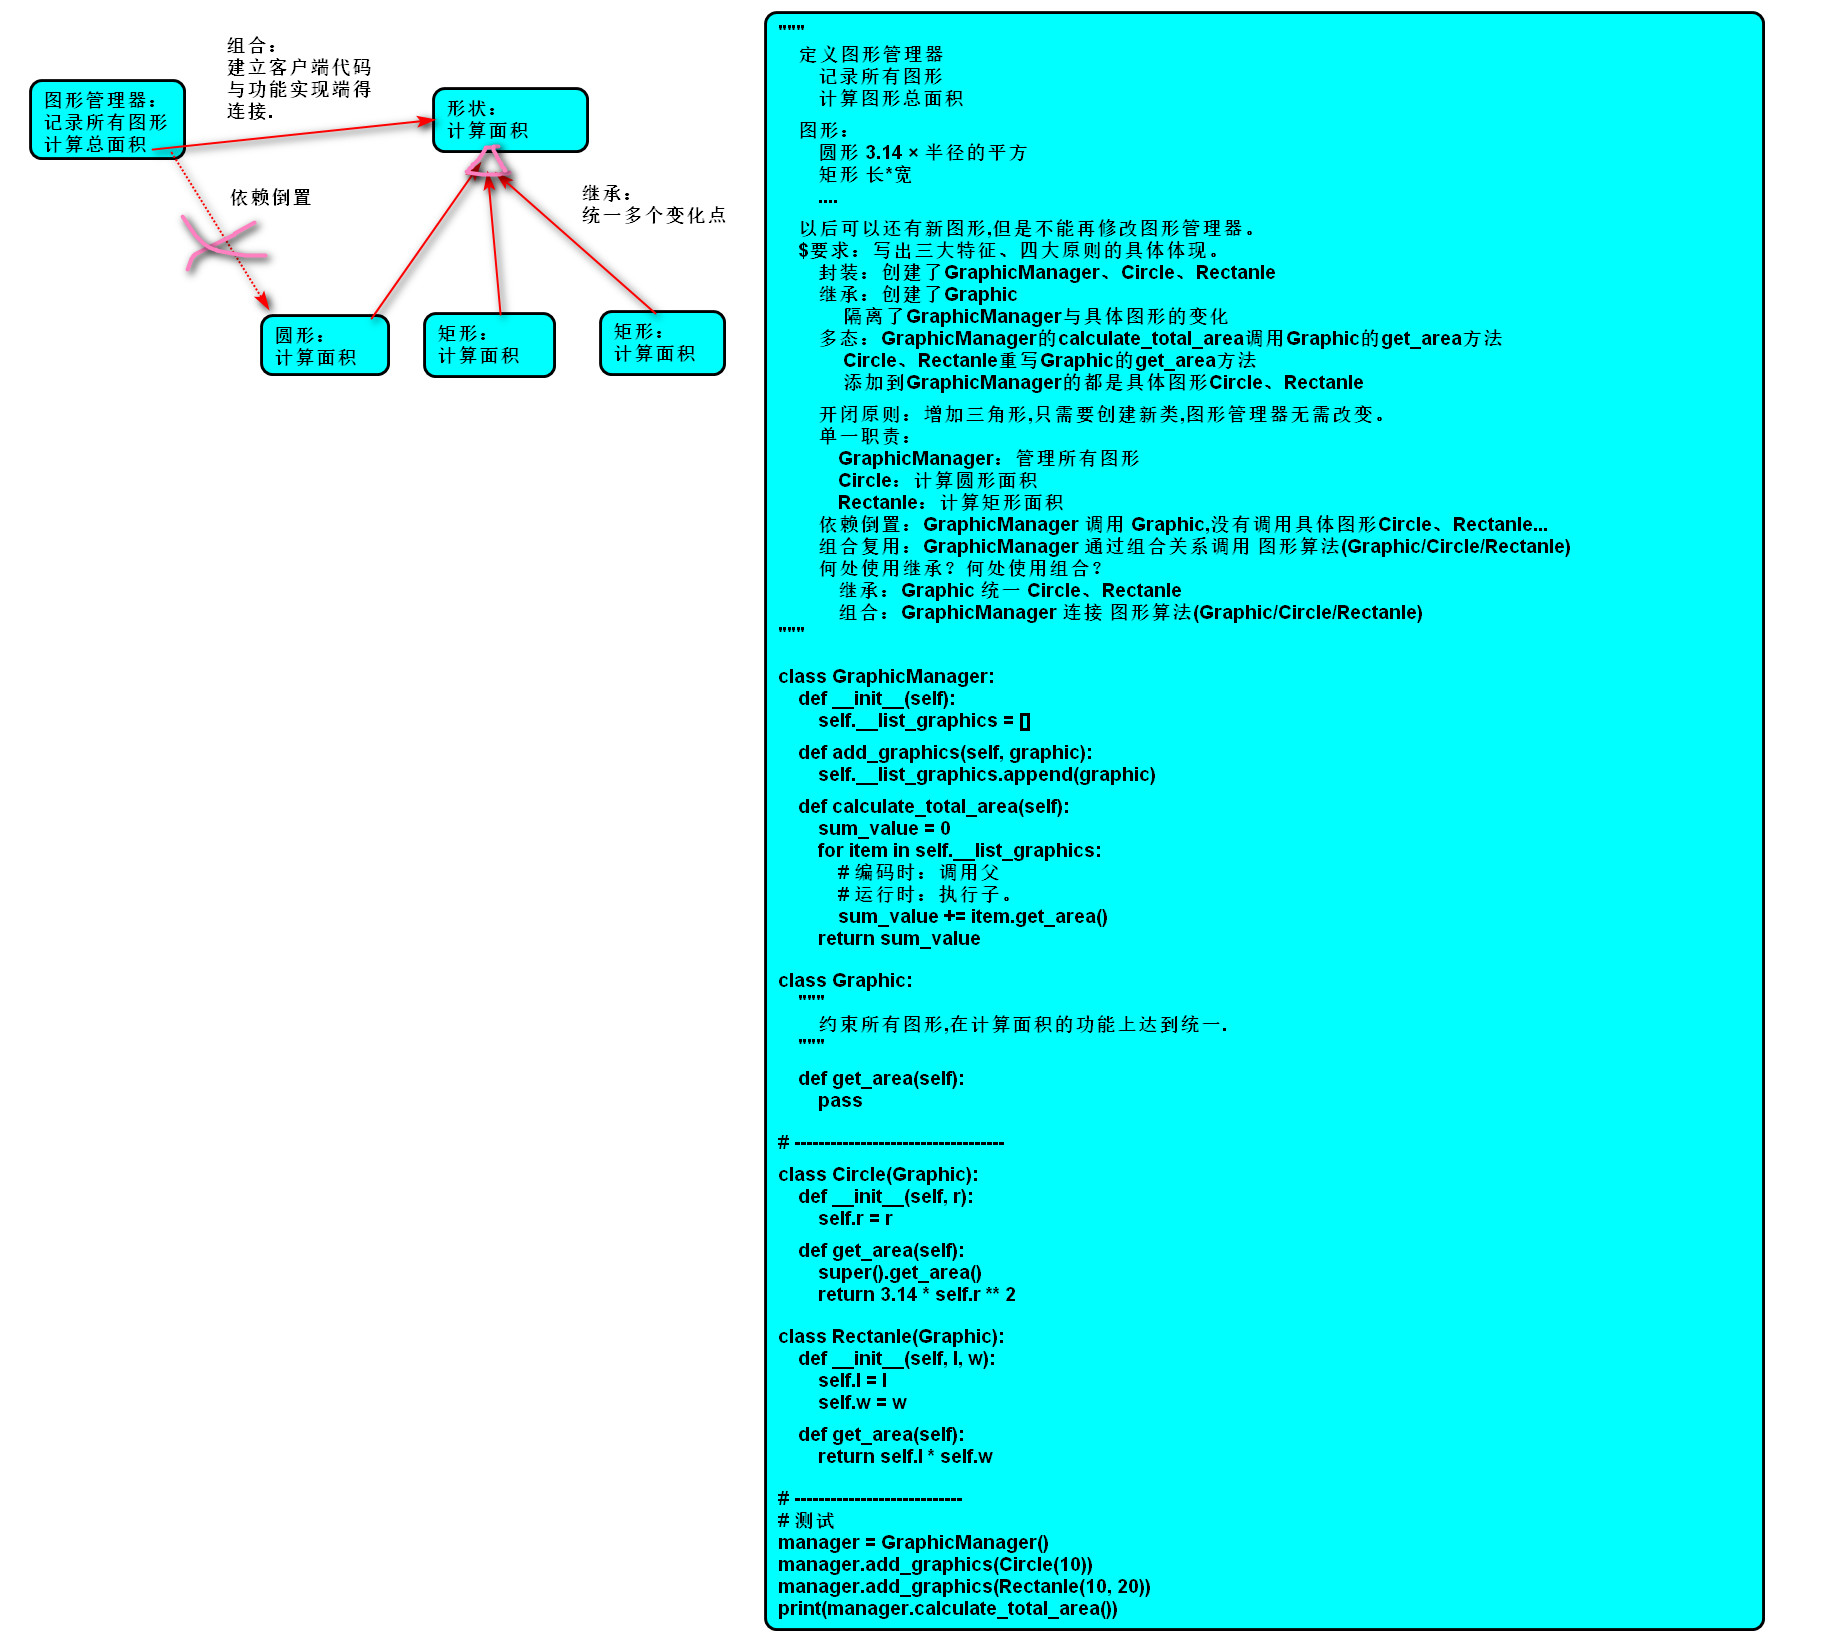 组合：
建立客户端代码
与功能实现端得
连接.
图形管理器：
记录所有图形
计算总面积
形状：
计算面积
依赖倒置
继承：
统一多个变化点
圆形：
计算面积
矩形：
计算面积
矩形：
计算面积
"""
定义图形管理器
记录所有图形
计算图形总面积
图形：
圆形 3.14 × 半径的平方
矩形 长*宽
....
以后可以还有新图形,但是不能再修改图形管理器。
$要求：写出三大特征、四大原则的具体体现。
封装：创建了GraphicManager、Circle、Rectanle
继承：创建了Graphic
隔离了GraphicManager与具体图形的变化
多态：GraphicManager的calculate_total_area调用Graphic的get_area方法
Circle、Rectanle重写Graphic的get_area方法
添加到GraphicManager的都是具体图形Circle、Rectanle
开闭原则：增加三角形,只需要创建新类,图形管理器无需改变。
单一职责：
GraphicManager：管理所有图形
Circle：计算圆形面积
Rectanle：计算矩形面积
依赖倒置：GraphicManager 调用 Graphic,没有调用具体图形Circle、Rectanle...
组合复用：GraphicManager 通过组合关系调用 图形算法(Graphic/Circle/Rectanle)
何处使用继承？何处使用组合？
继承：Graphic 统一 Circle、Rectanle
组合：GraphicManager 连接 图形算法(Graphic/Circle/Rectanle)
"""
class GraphicManager:
def __init__(self):
self.__list_graphics = []
def add_graphics(self, graphic):
self.__list_graphics.append(graphic)
def calculate_total_area(self):
sum_value = 0
for item in self.__list_graphics:
# 编码时：调用父
# 运行时：执行子。
sum_value += item.get_area()
return sum_value
class Graphic:
"""
约束所有图形,在计算面积的功能上达到统一.
"""
def get_area(self):
pass
# -----------------------------------
class Circle(Graphic):
def __init__(self, r):
self.r = r
def get_area(self):
super().get_area()
return 3.14 * self.r ** 2
class Rectanle(Graphic):
def __init__(self, l, w):
self.l = l
self.w = w
def get_area(self):
return self.l * self.w
# ----------------------------
# 测试
manager = GraphicManager()
manager.add_graphics(Circle(10))
manager.add_graphics(Rectanle(10, 20))
print(manager.calculate_total_area())